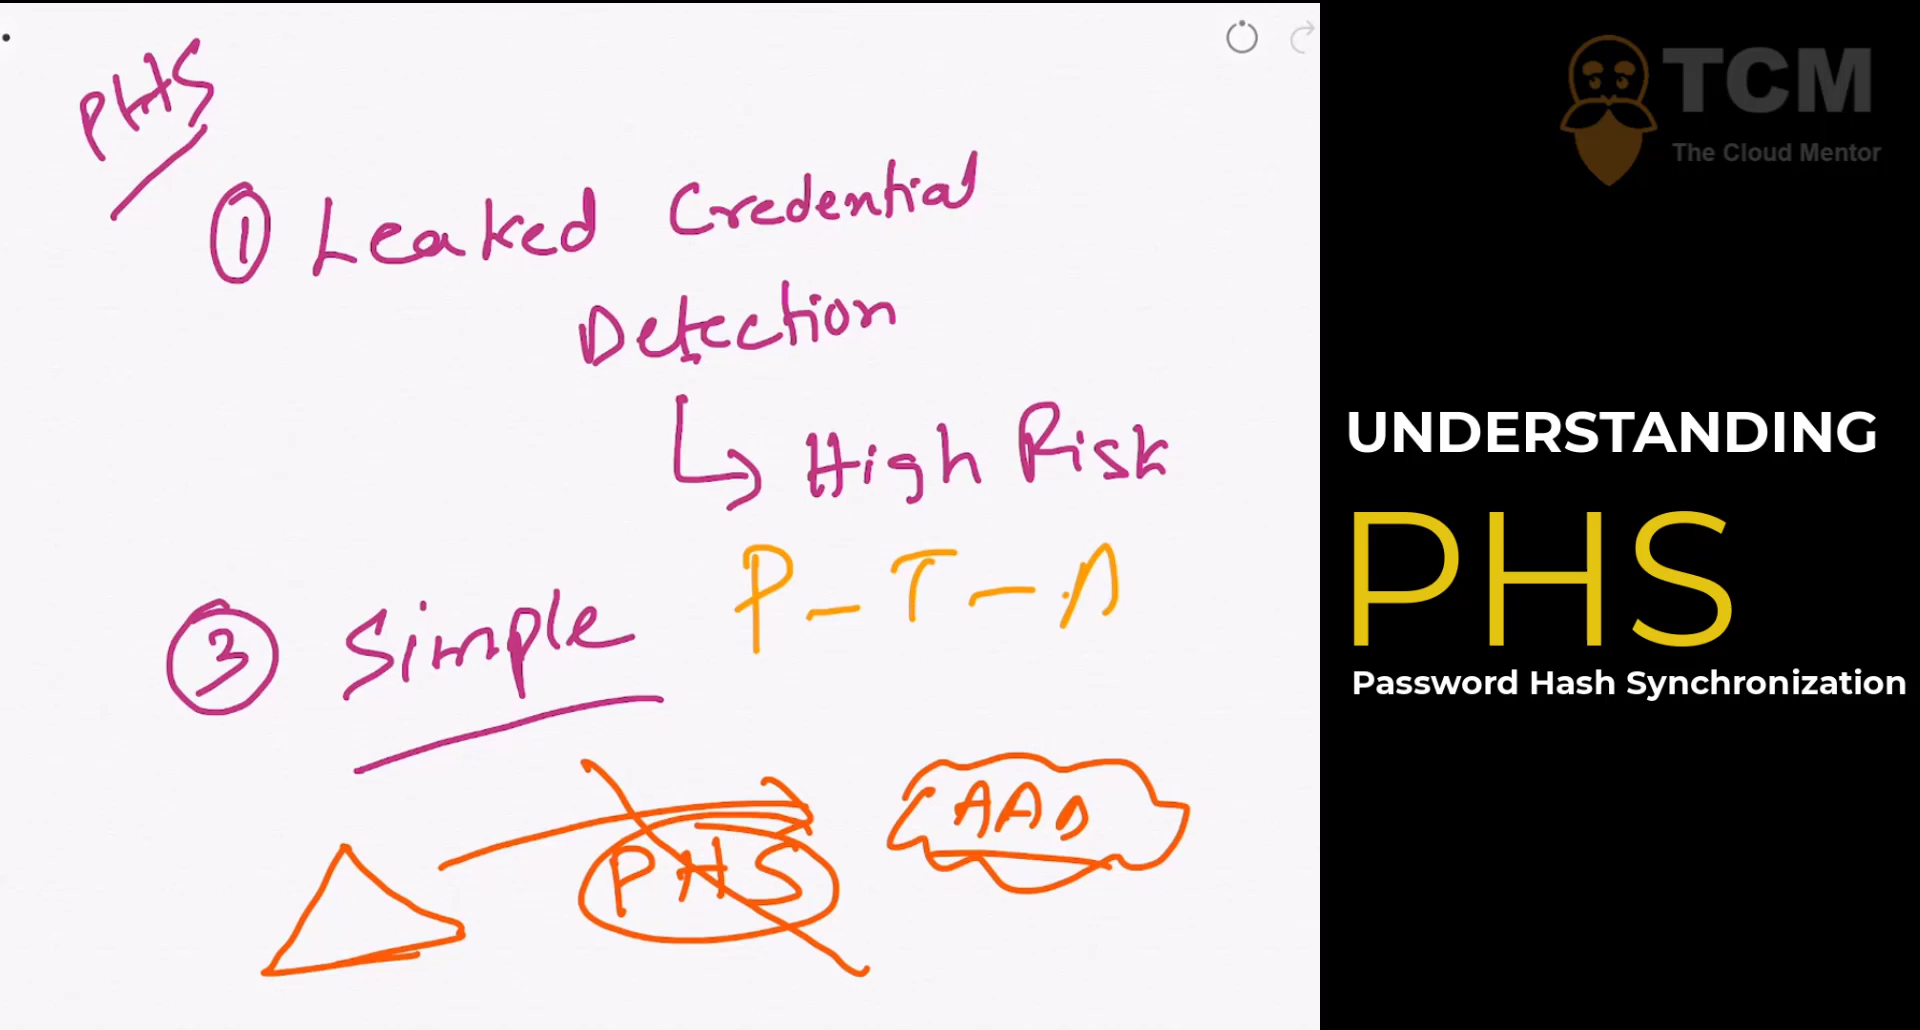 PHS
1 Leaked Credential
Detection
High Risk
P-T-A
3 Simple
PHS
AAD
TCM
The Cloud Mentor
UNDERSTANDING
PHS
Password Hash Synchronization